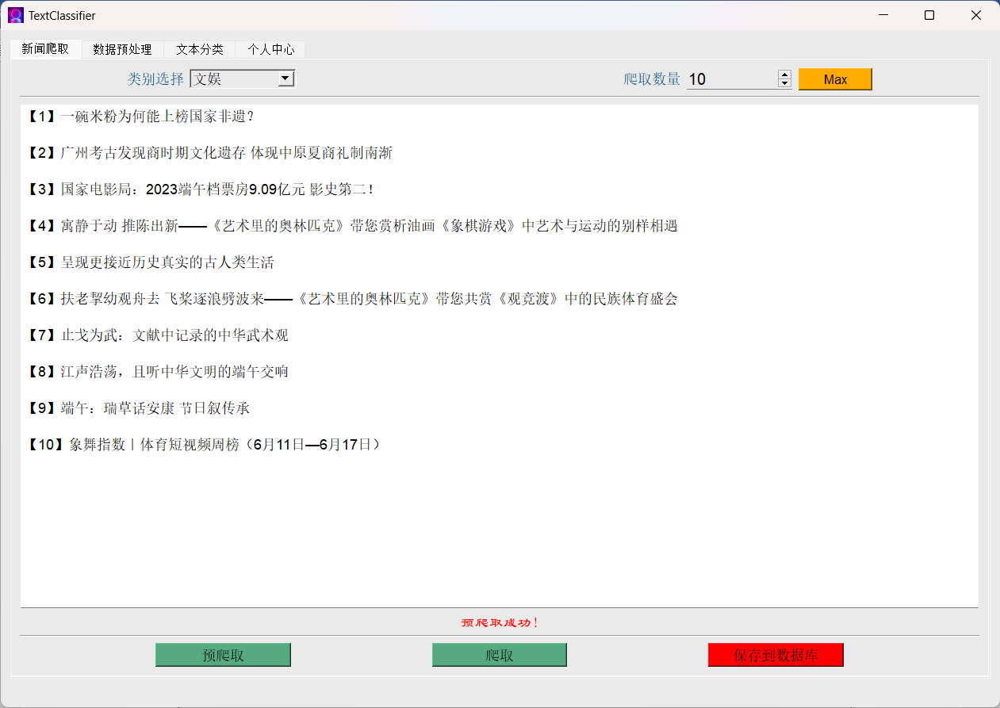 TextClassifier
新闻爬取 数据预处理 文本分类 个人中心
类别选择 文娱 爬取数量 10 Max
【1】一碗米粉为何能上榜国家非遗？
【2】广州考古发现商时期文化遗存 体现中原夏商礼制南渐
【3】国家电影局：2023端午档票房9.09亿元 影史第二！
【4】寓静于动 推陈出新——《艺术里的奥林匹克》带您赏析油画《象棋游戏》中艺术与运动的别样相遇
【5】呈现更接近历史真实的古人类生活
【6】扶老挈幼观舟去 飞桨逐浪劈波来——《艺术里的奥林匹克》带您共赏《观竞渡》中的民族体育盛会
【7】止戈为武：文献中记录的中华武术观
【8】江声浩荡，且听中华文明的端午交响
【9】端午：瑞草话安康 节日叙传承
【10】象舞指数丨体育短视频周榜（6月11日—6月17日）
预爬取成功！
预爬取 爬取 保存到数据库